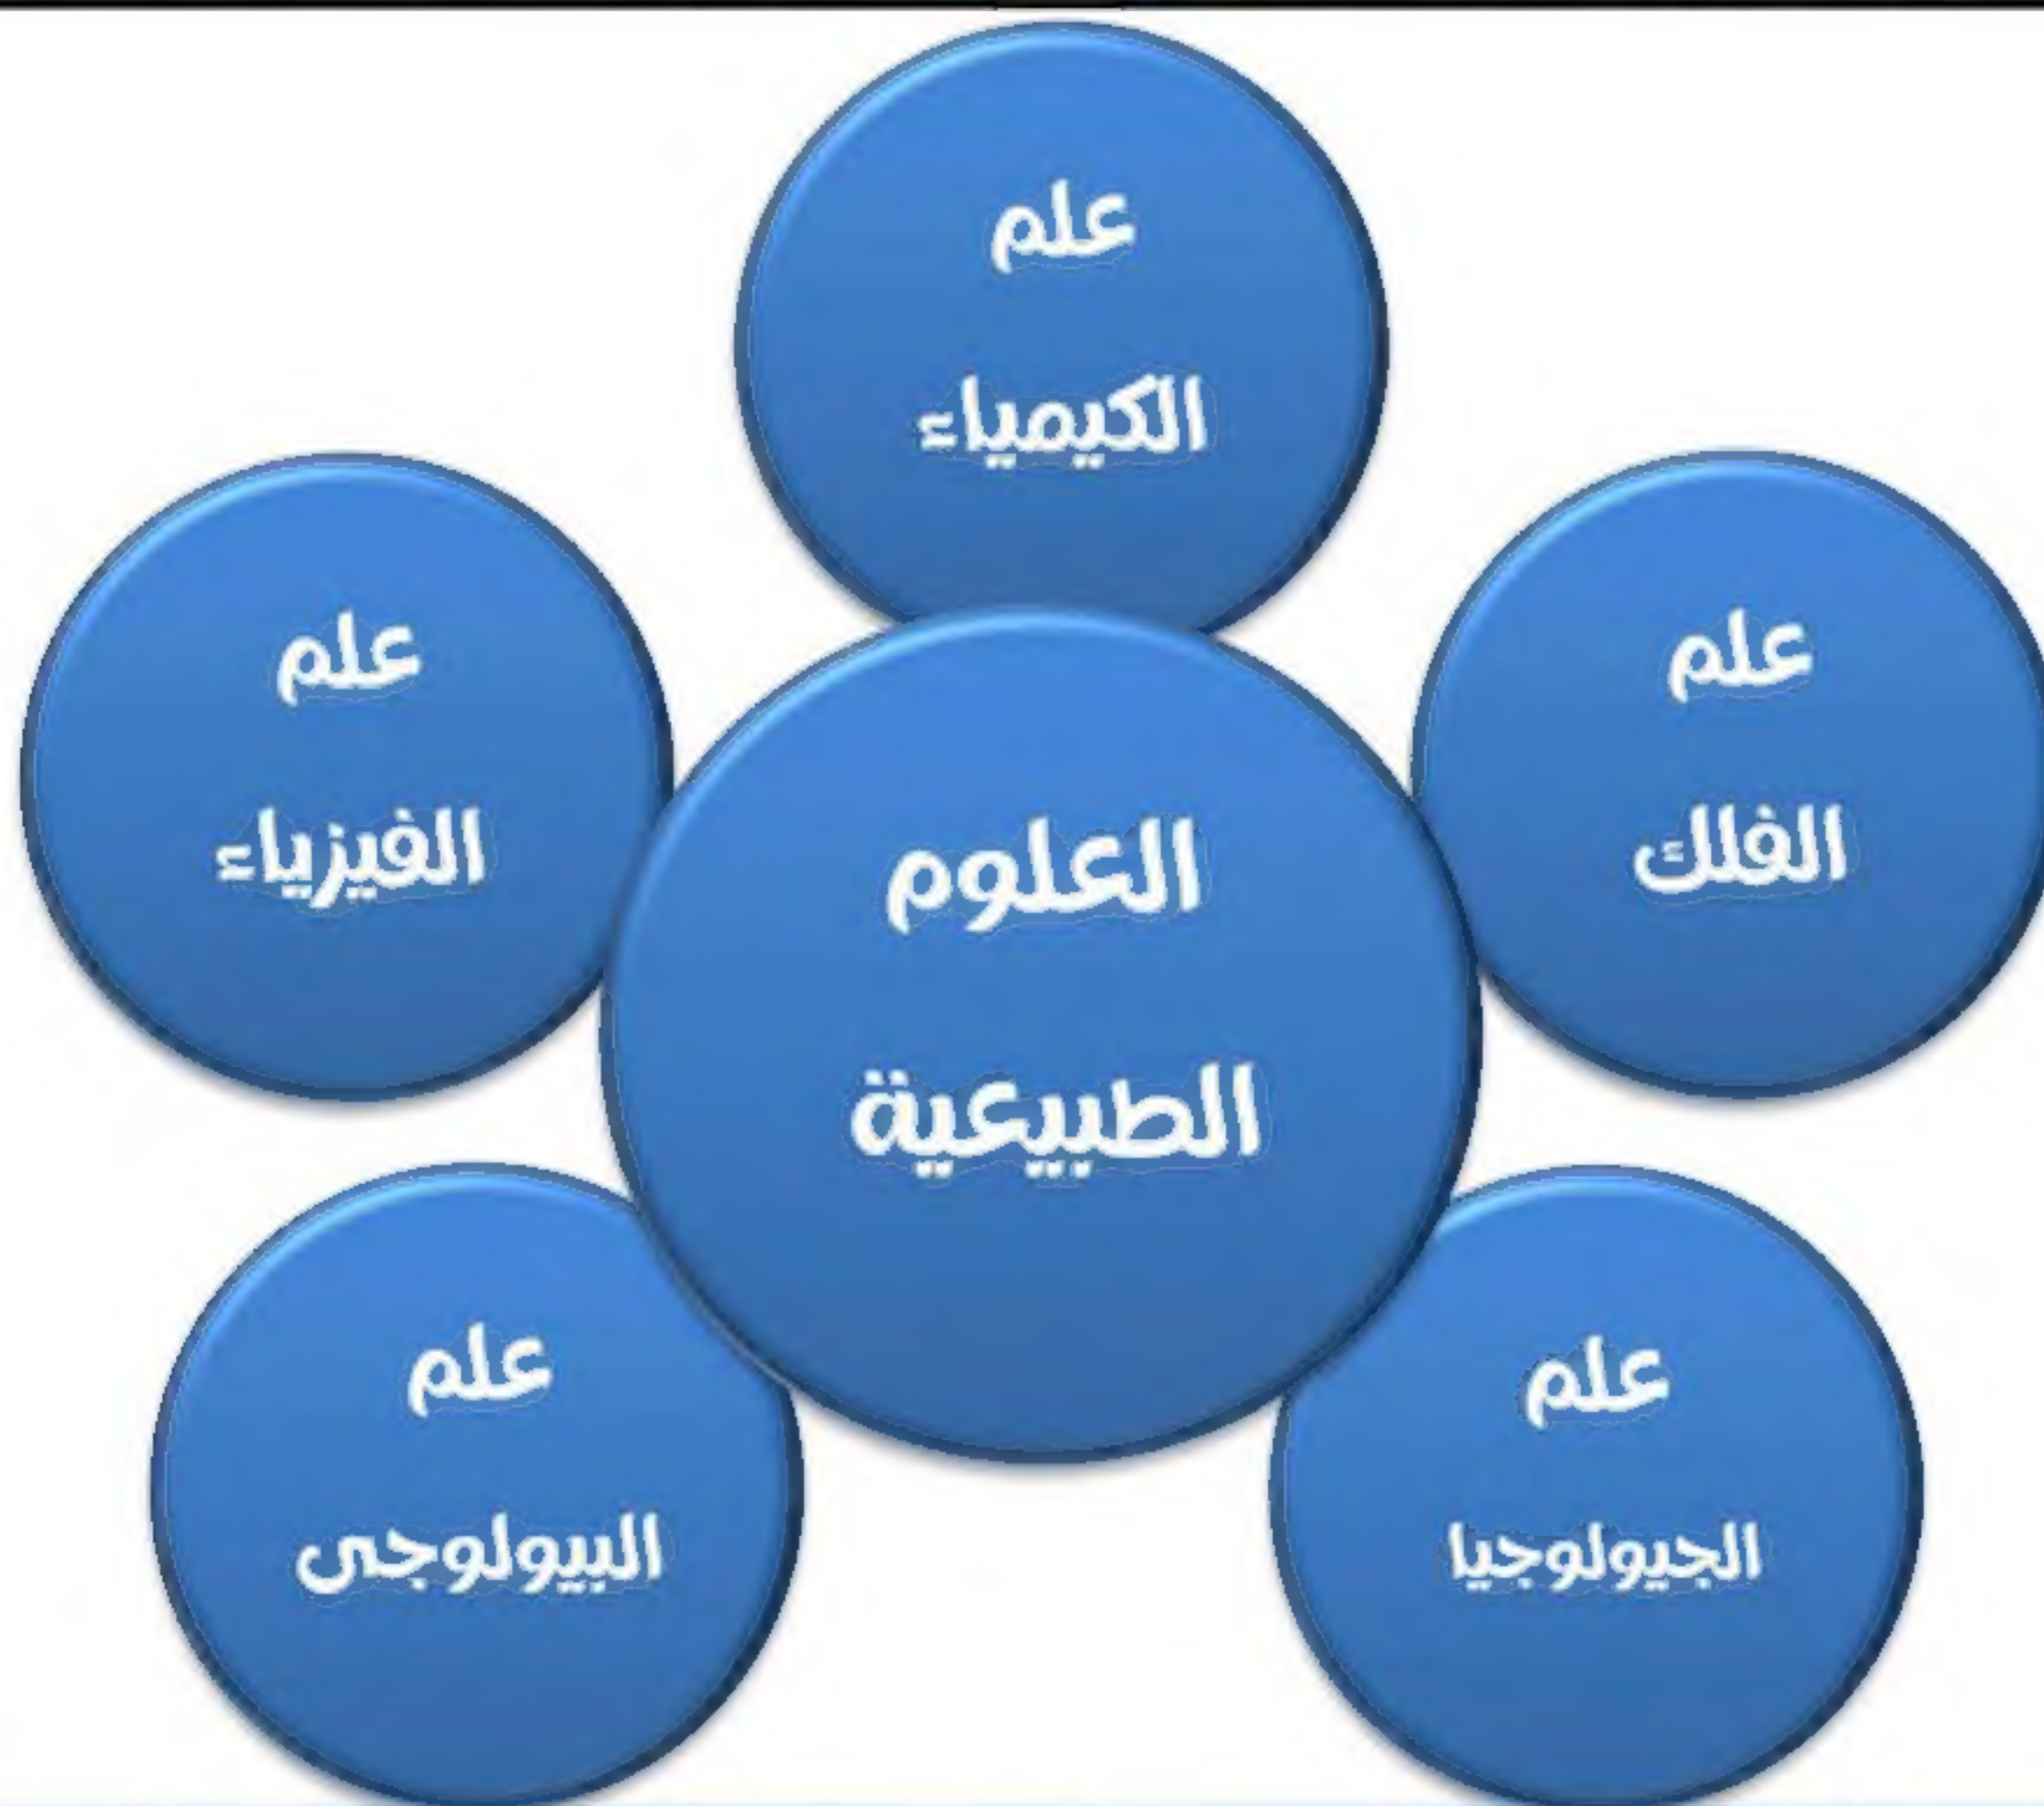 علم
الكيمياء
علم
الفلك
علم
الفيزياء
العلوم
الطبيعية
علم
الجيولوجيا
علم
البيولوجى